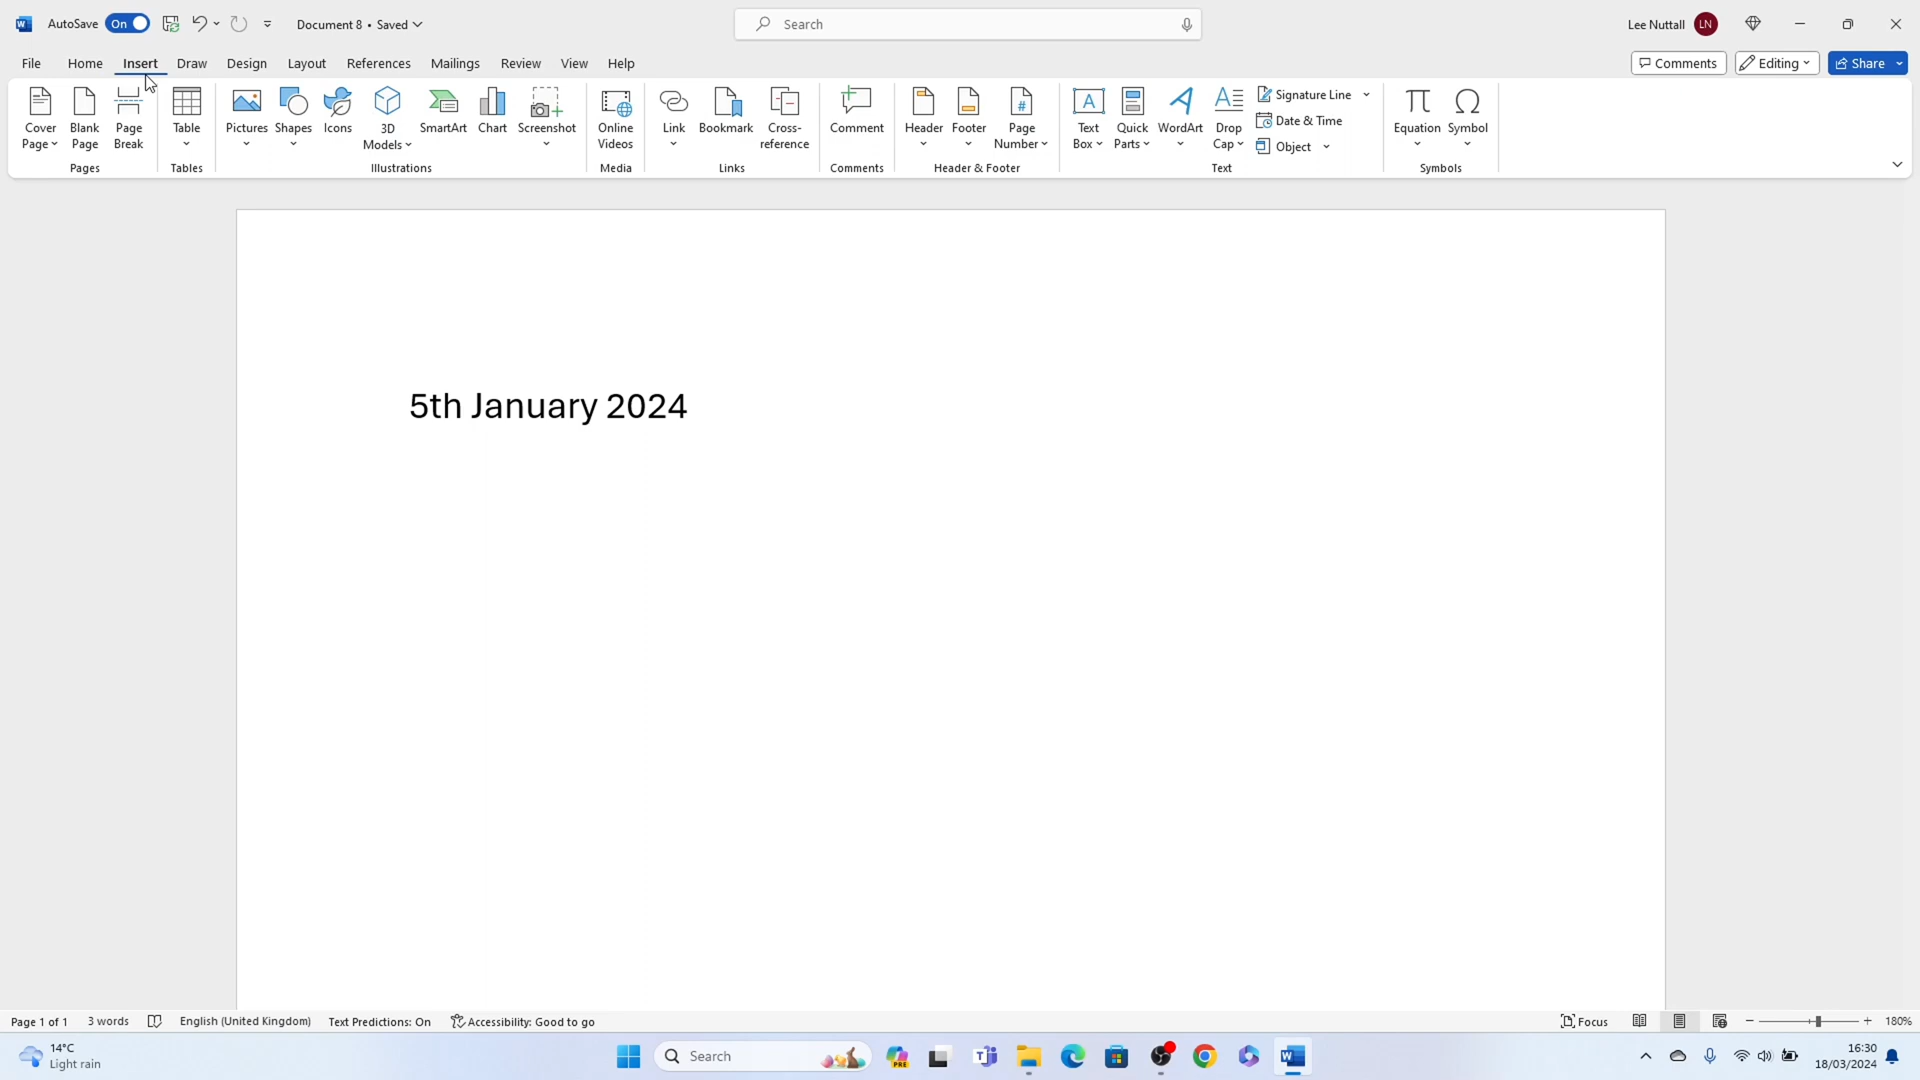 AutoSave On Document 8 • Saved Search Lee Nuttall LN
File Home Insert Draw Design Layout References Mailings Review View Help Comments Editing Share
Cover Page
Blank Page
Page Break
Pages
Table
Tables
Pictures
Shapes
Icons
3D Models
SmartArt
Chart
Screenshot
Illustrations
Online Videos
Media
Link
Bookmark
Cross-reference
Links
Comment
Comments
Header
Footer
Page Number
Header & Footer
Text Box
Quick Parts
WordArt
Drop Cap
Signature Line
Date & Time
Object
Text
Equation
Symbol
Symbols
5th January 2024
Page 1 of 1 3 words English (United Kingdom) Text Predictions: On Accessibility: Good to go Focus 180%
14°C
Light rain
Search
PRE
16:30
18/03/2024